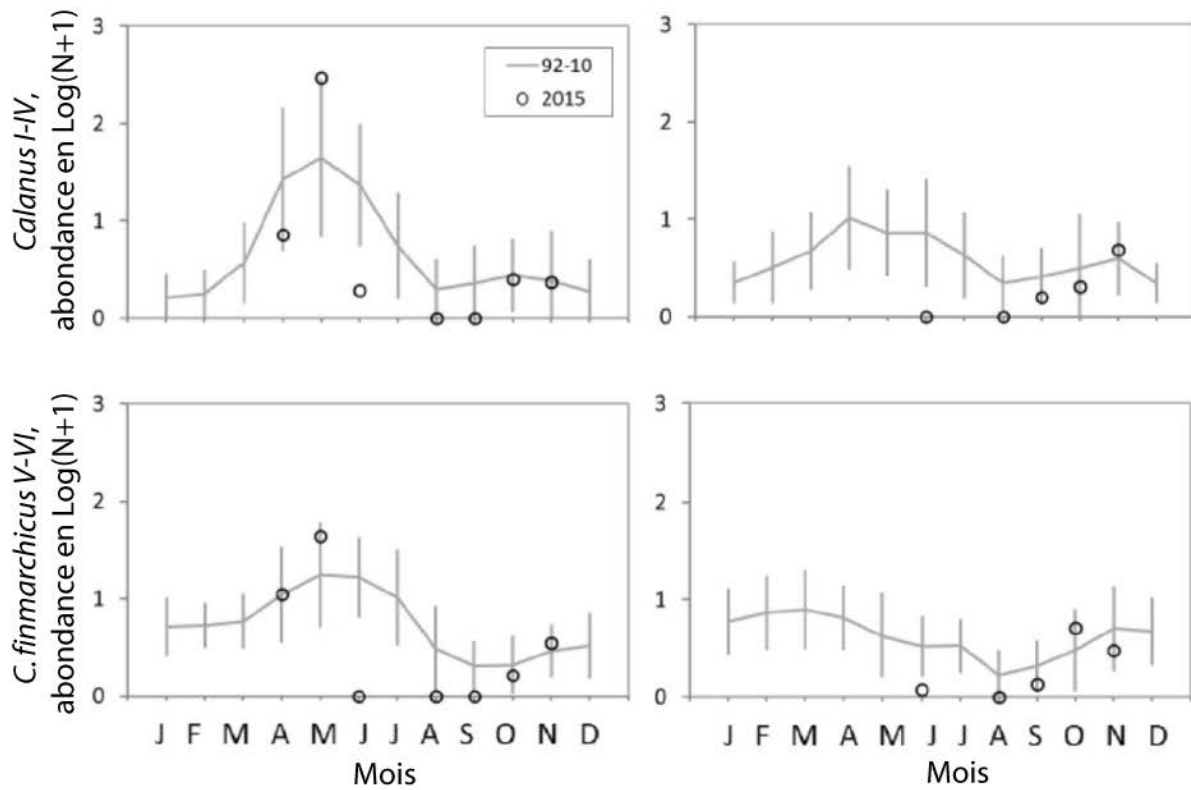 Calanus I-IV,
abondance en Log(N+1)
3
2
1
0
92-10
2015
3
2
1
0
C.finmarchicus V-VI,
abondance en Log(N+1)
3
2
1
0
J F M A M J J A S O N D
Mois
3
2
1
0
J F M A M J J A S O N D
Mois